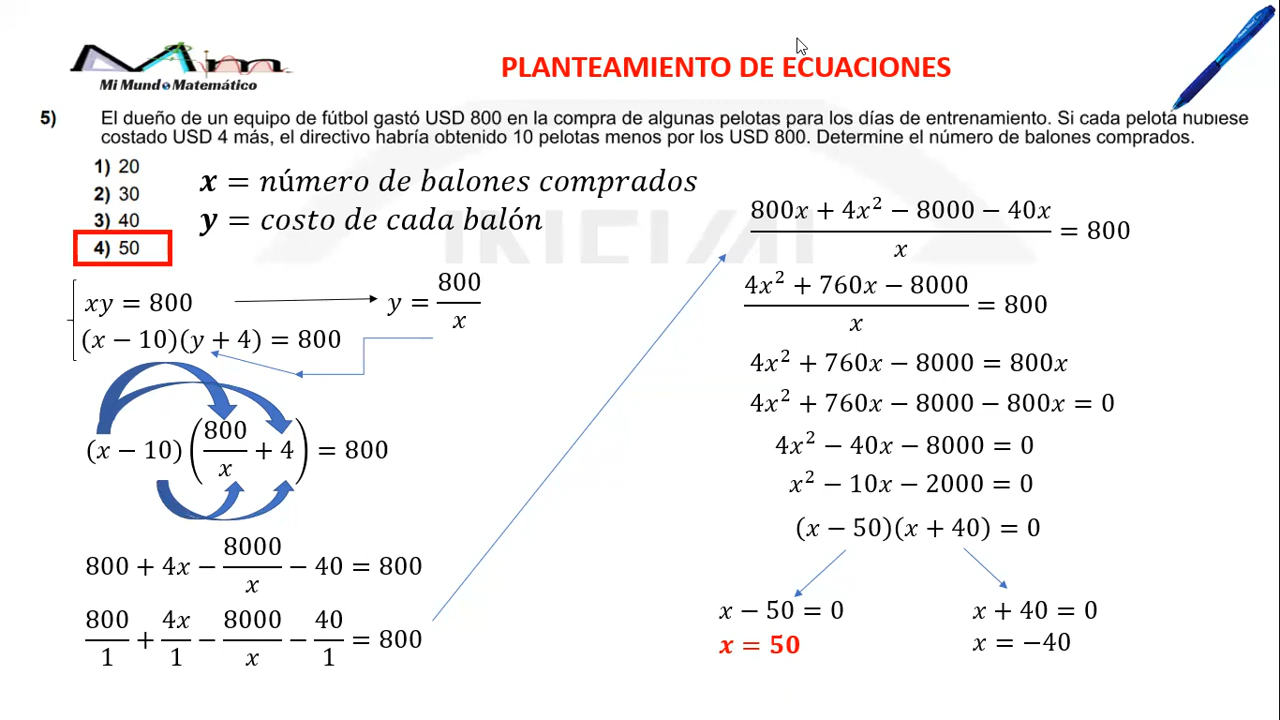 Mi Mundo Matemático
PLANTEAMIENTO DE ECUACIONES
5) El dueño de un equipo de fútbol gastó USD 800 en la compra de algunas pelotas para los días de entrenamiento. Si cada pelota hubiese
costado USD 4 más, el directivo habría obtenido 10 pelotas menos por los USD 800. Determine el número de balones comprados.
1) 20
2) 30
3) 40
4) 50
x = número de balones comprados
y = costo de cada balón
xy = 800
y = 800/x
(x − 10)(y + 4) = 800
(x − 10)(800/x + 4) = 800
800 + 4x − 8000/x − 40 = 800
800/1 + 4x/1 − 8000/x − 40/1 = 800
(800x + 4x² − 8000 − 40x)/x = 800
(4x² + 760x − 8000)/x = 800
4x² + 760x − 8000 = 800x
4x² + 760x − 8000 − 800x = 0
4x² − 40x − 8000 = 0
x² − 10x − 2000 = 0
(x − 50)(x + 40) = 0
x − 50 = 0
x = 50
x + 40 = 0
x = −40